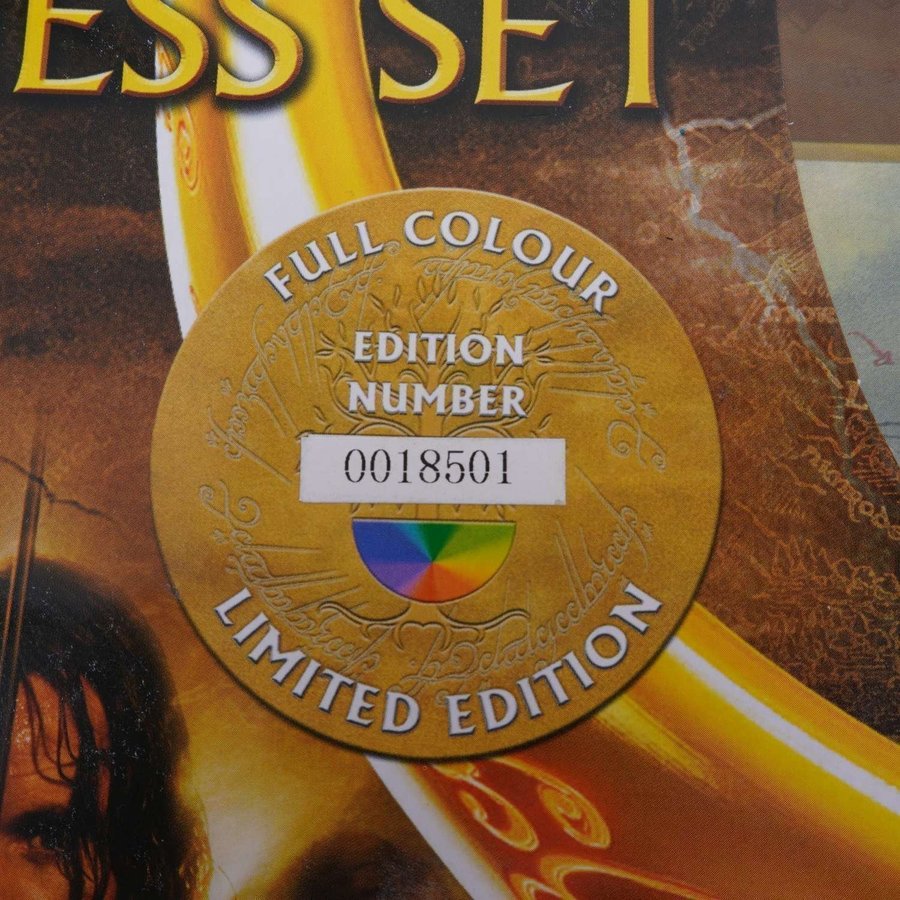 ESS SET
FULL COLOUR
EDITION
NUMBER
0018501
LIMITED EDITION